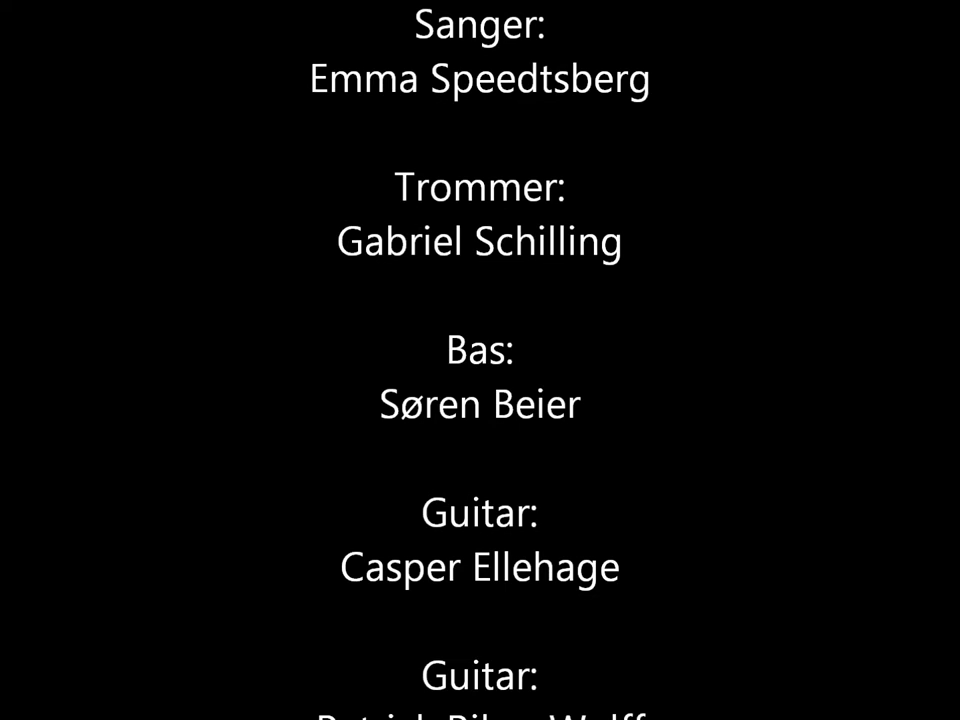 Sanger:
Emma Speedtsberg
Trommer:
Gabriel Schilling
Bas:
Søren Beier
Guitar:
Casper Ellehage
Guitar: